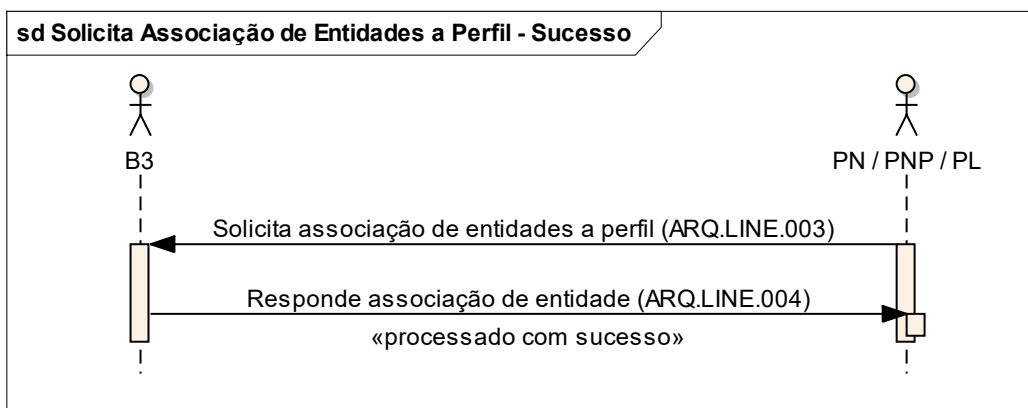 sd Solicita Associação de Entidades a Perfil - Sucesso
B3
PN / PNP / PL
Solicita associação de entidades a perfil (ARQ.LINE.003)
Responde associação de entidade (ARQ.LINE.004)
«processado com sucesso»